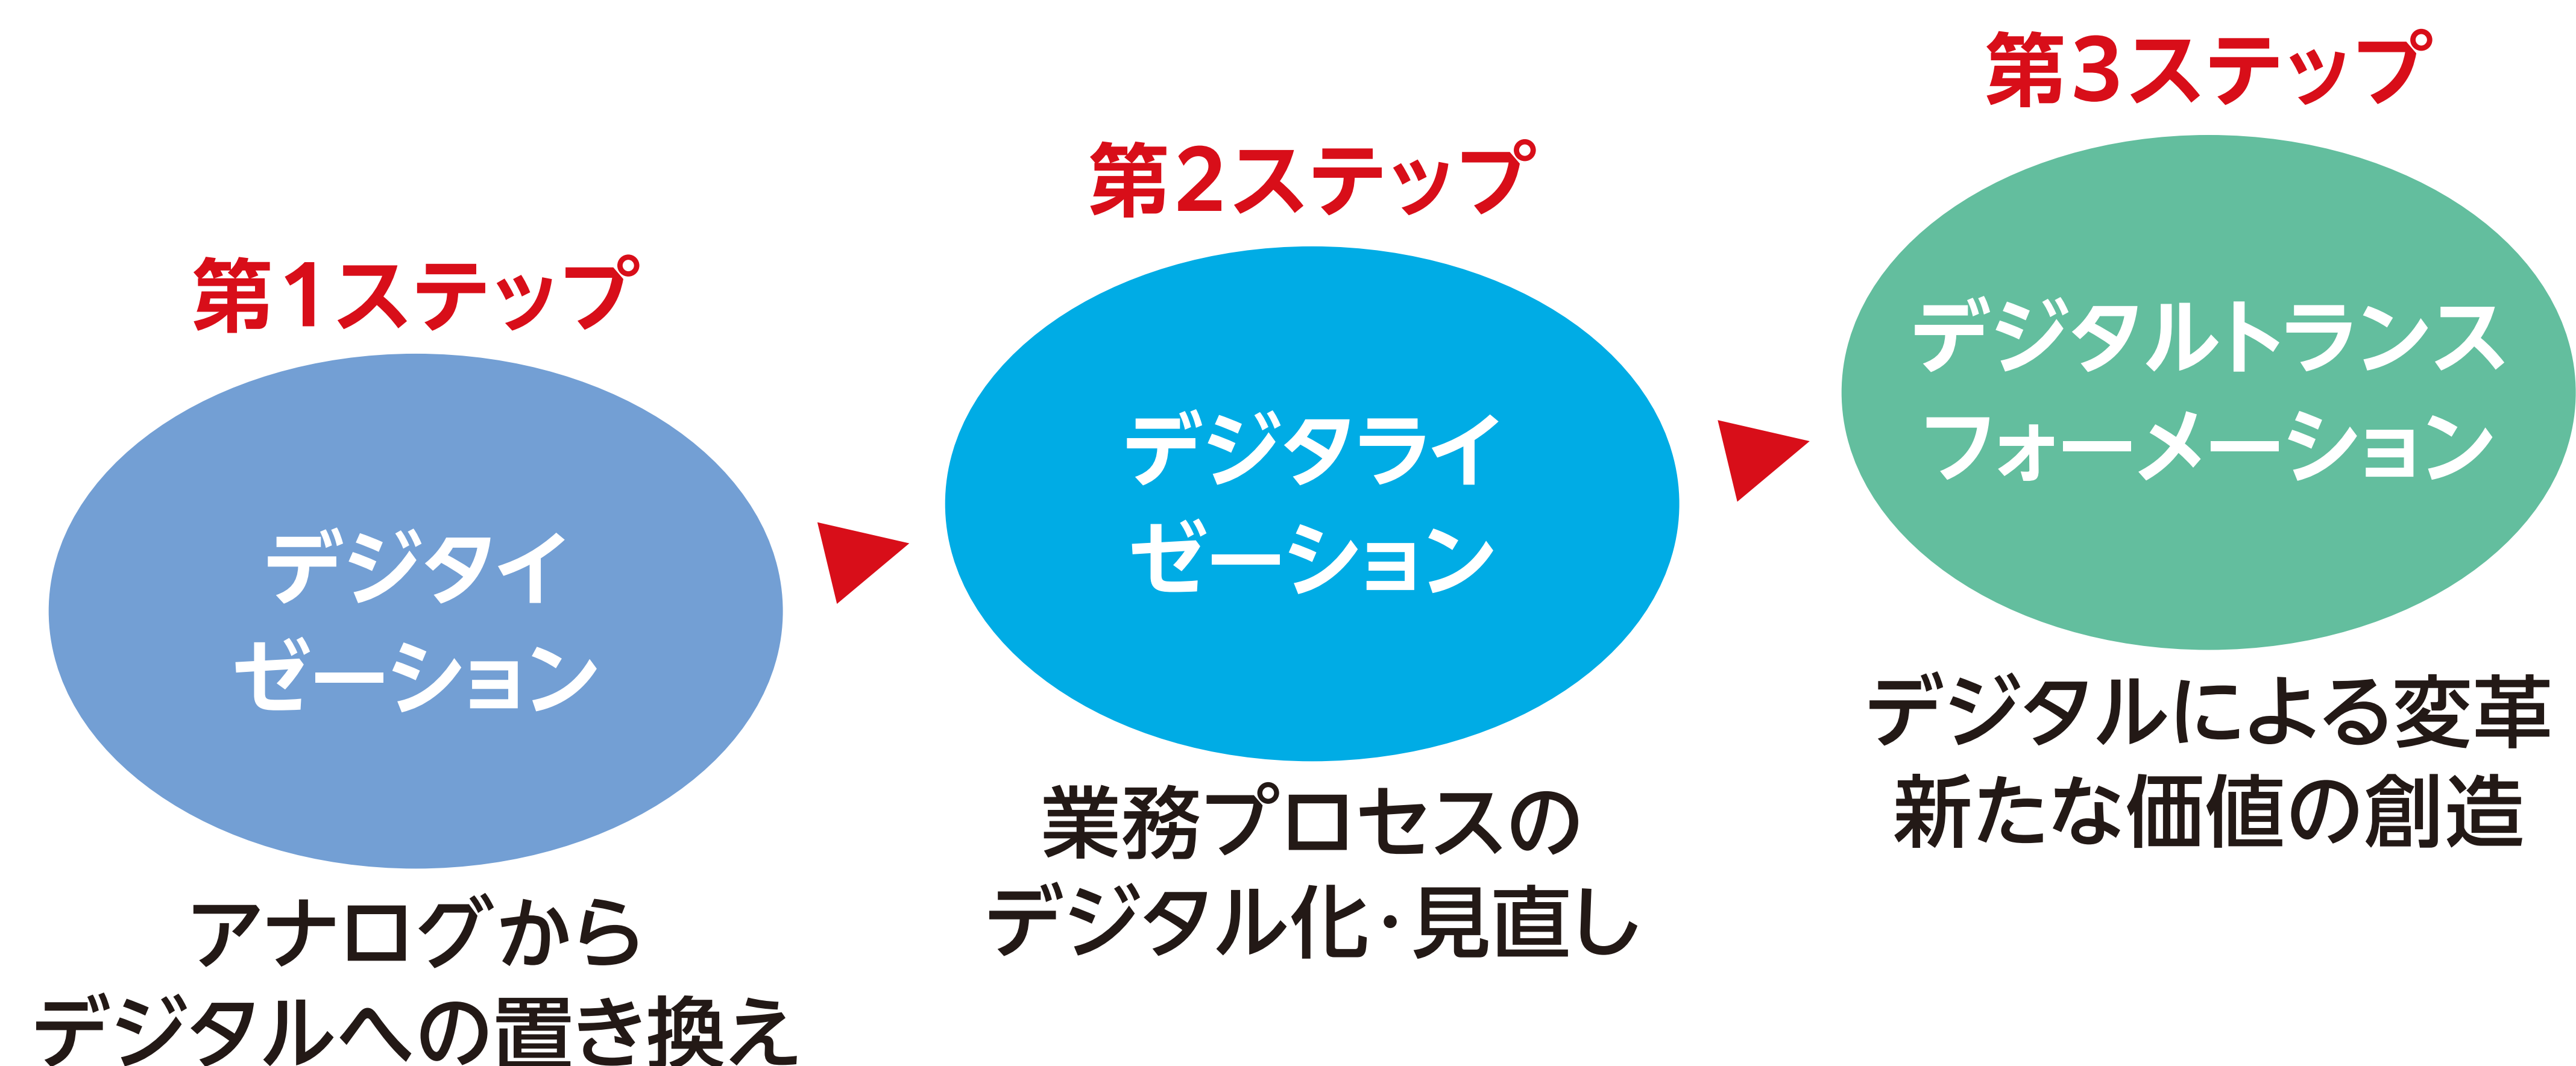 第1ステップ
デジタイ
ゼーション
アナログから
デジタルへの置き換え
第2ステップ
デジタライ
ゼーション
業務プロセスの
デジタル化・見直し
第3ステップ
デジタルトランス
フォーメーション
デジタルによる変革
新たな価値の創造